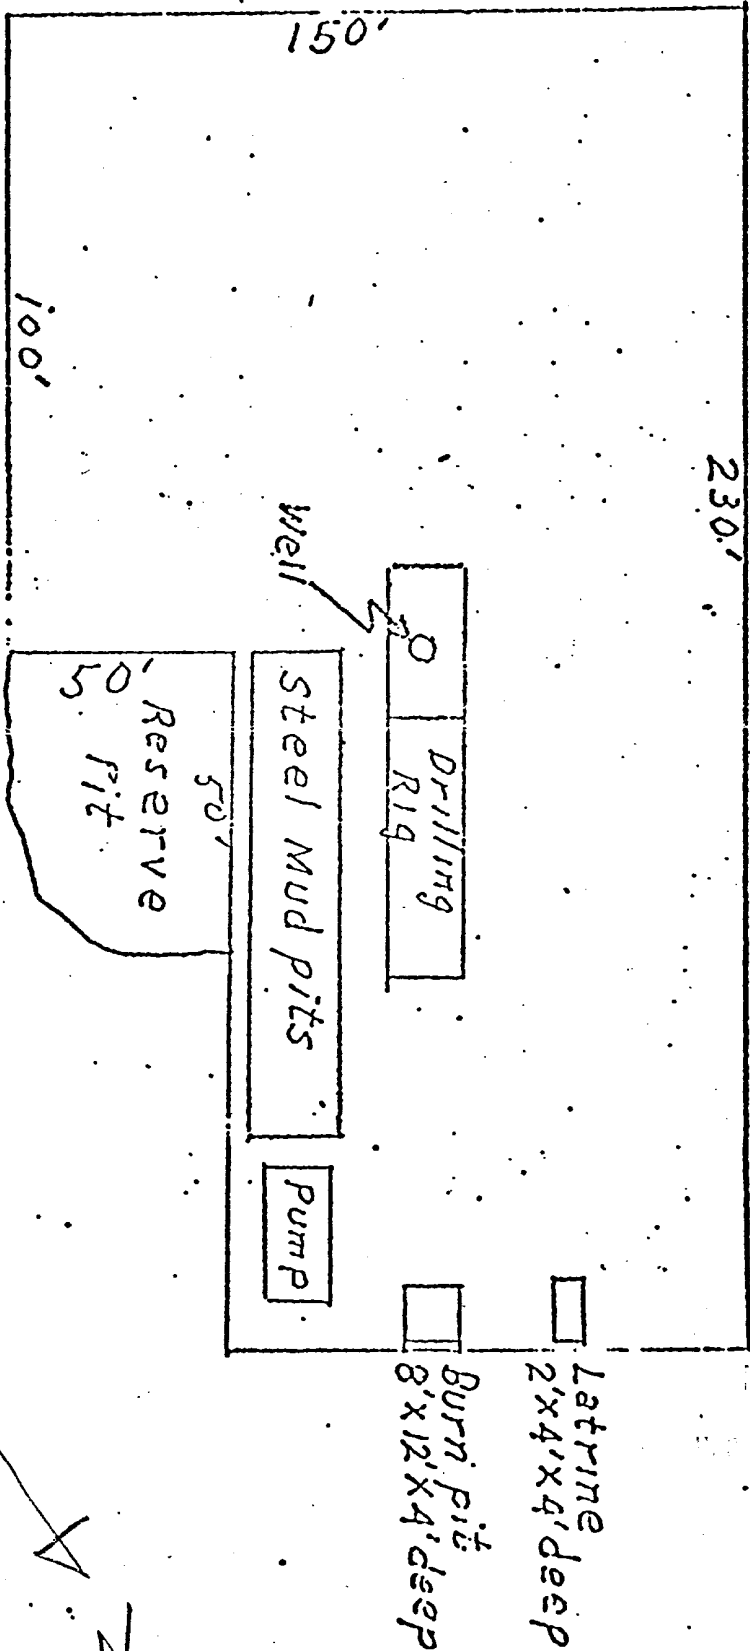 150'
230'
100'
Well
Drilling
Rig
Steel Mud pits
50'
50'
Reserve
Pit
Pump
Latrine
2'x4'x4'deep
Burn pit
8'x12'x4'deep
N